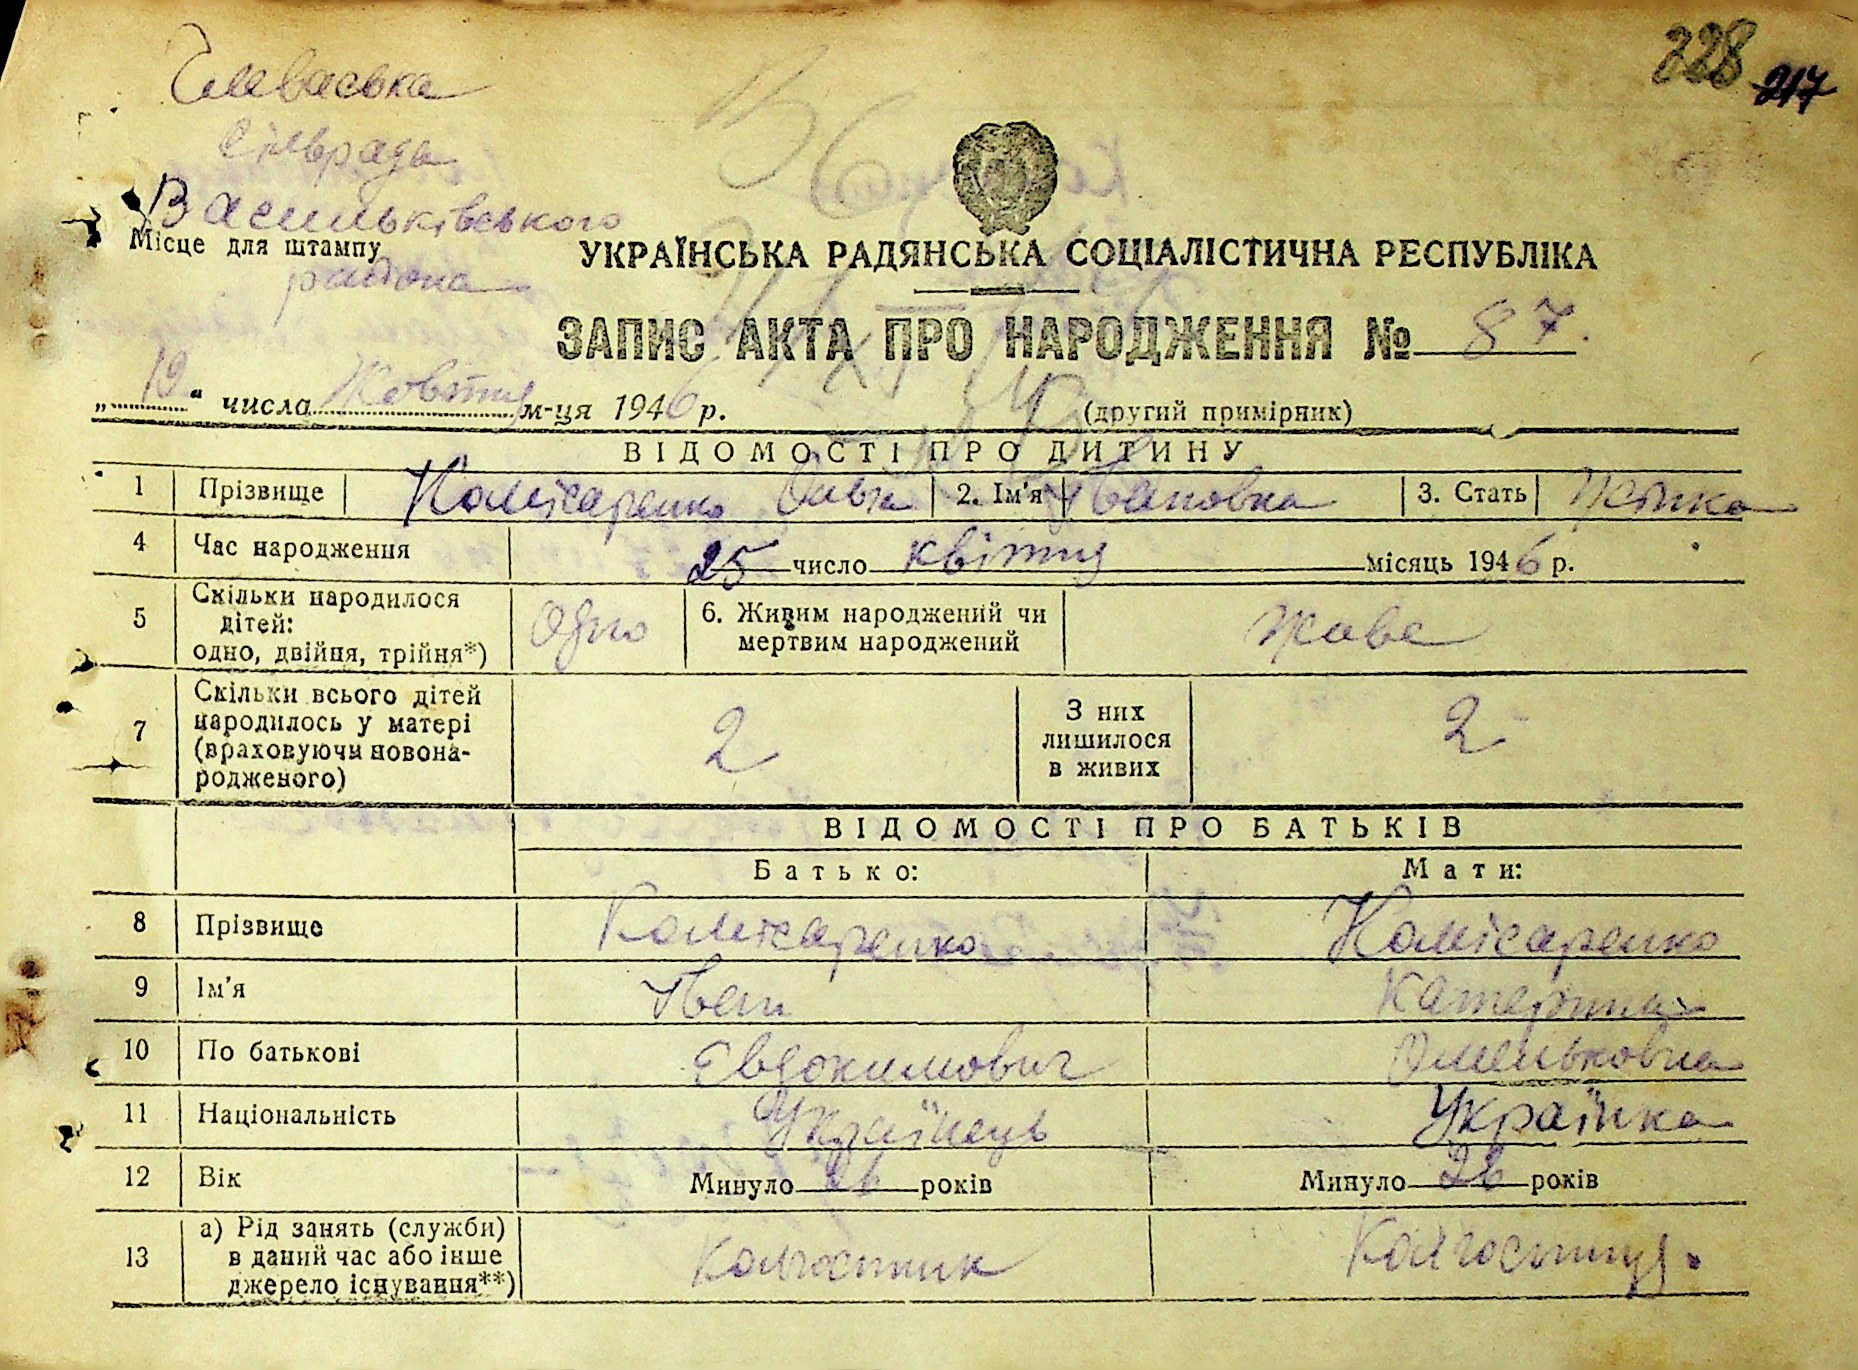 228 217
Глеваська
Сільрада
Васильківського
Місце для штампу
района
УКРАЇНСЬКА РАДЯНСЬКА СОЦІАЛІСТИЧНА РЕСПУБЛІКА
ЗАПИС АКТА ПРО НАРОДЖЕННЯ № 87.
„19“ числа Жовтня м-ця 1946 р. (другий примірник)
ВІДОМОСТІ ПРО ДИТИНУ
1 Прізвище Комісаренко Ольга 2. Ім'я Івановна 3. Стать Жінка
4 Час народження 25 число квітня місяць 1946 р.
5 Скільки народилося дітей: одно, двійня, трійня*) Одно 6. Живим народжений чи мертвим народжений Живе
7 Скільки всього дітей народилось у матері (враховуючи новонародженого) 2 З них лишилося в живих 2
ВІДОМОСТІ ПРО БАТЬКІВ
Батько: Мати:
8 Прізвище Комісаренко Комісаренко
9 Ім'я Іван Катерина
10 По батькові Євдокимович Омельковна
11 Національність Українець Українка
12 Вік Минуло 26 років Минуло 26 років
13 а) Рід занять (служби) в даний час або інше джерело існування**) Колгоспник Колгоспниця